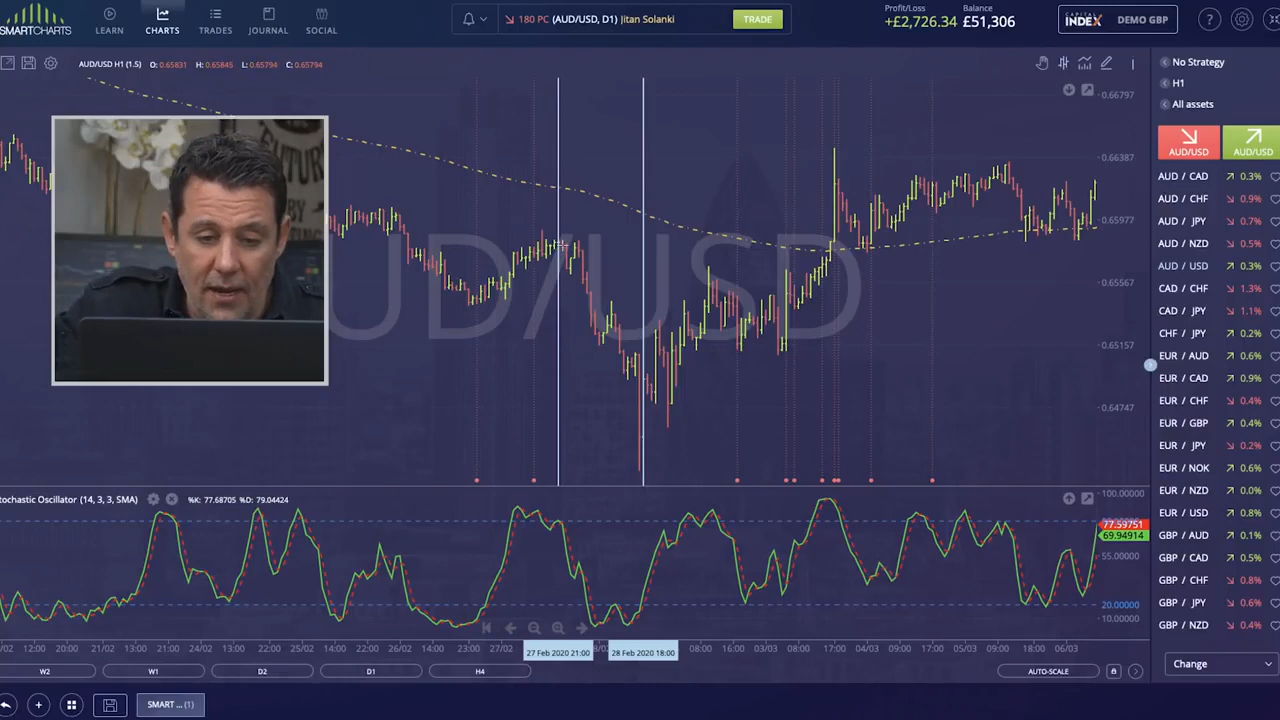 SMARTCHARTS
LEARN
CHARTS
TRADES
JOURNAL
SOCIAL
180 PC (AUD/USD, D1) Jitan Solanki
TRADE
Profit/Loss
+£2,726.34
Balance
£51,306
CAPITAL
INDEX
DEMO GBP
?
AUD/USD H1 (1.5) O: 0.65831 H: 0.65845 L: 0.65794 C: 0.65794
0.66797
0.66387
0.65977
0.65567
0.65157
0.64747
UD/USD
FUTURE
BY
No Strategy
H1
All assets
AUD/USD
AUD/USD
AUD / CAD 0.3%
AUD / CHF 0.9%
AUD / JPY 0.7%
AUD / NZD 0.5%
AUD / USD 0.3%
CAD / CHF 1.3%
CAD / JPY 1.1%
CHF / JPY 0.2%
EUR / AUD 0.6%
EUR / CAD 0.9%
EUR / CHF 0.4%
EUR / GBP 0.4%
EUR / JPY 0.2%
EUR / NOK 0.6%
EUR / NZD 0.0%
EUR / USD 0.8%
GBP / AUD 0.1%
GBP / CAD 0.5%
GBP / CHF 0.8%
GBP / JPY 0.6%
GBP / NZD 0.4%
Change
tochastic Oscillator (14, 3, 3, SMA) %K: 77.68705 %D: 79.04424
100.00000
77.59751
69.94914
55.00000
20.00000
10.00000
/02 12:00 20:00 21/02 14:00 18:00 24/02 13:00 25/02 14:00 22:00 26/02 14:00 23:00 27/02 27 Feb 2020 21:00 8/02 28 Feb 2020 18:00 08:00 16:00 03/03 09:00 17:00 04/03 09:00 17:00 05/03 09:00 18:00 06/03
W2
W1
D2
D1
H4
AUTO-SCALE
SMART ... (1)